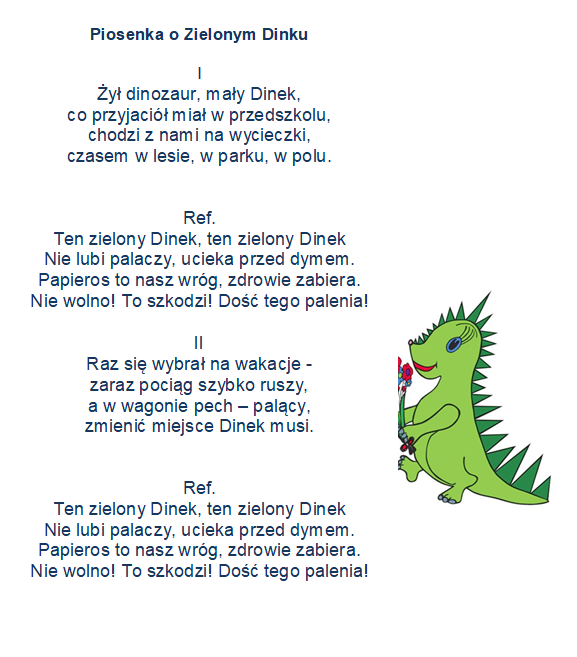 Piosenka o Zielonym Dinku
I
Żył dinozaur, mały Dinek,
co przyjaciół miał w przedszkolu,
chodzi z nami na wycieczki,
czasem w lesie, w parku, w polu.
Ref.
Ten zielony Dinek, ten zielony Dinek
Nie lubi palaczy, ucieka przed dymem.
Papieros to nasz wróg, zdrowie zabiera.
Nie wolno! To szkodzi! Dość tego palenia!
II
Raz się wybrał na wakacje -
zaraz pociąg szybko ruszy,
a w wagonie pech – palący,
zmienić miejsce Dinek musi.
Ref.
Ten zielony Dinek, ten zielony Dinek
Nie lubi palaczy, ucieka przed dymem.
Papieros to nasz wróg, zdrowie zabiera.
Nie wolno! To szkodzi! Dość tego palenia!